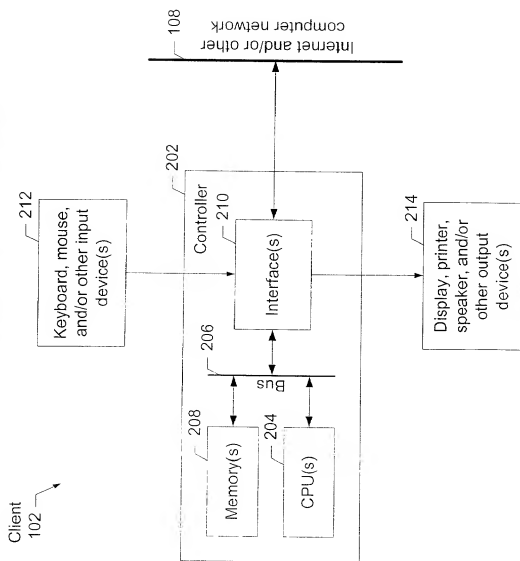 Client
102
212
Keyboard, mouse,
and/or other input
device(s)
202
Controller
208
Memory(s)
206
Bus
210
Interface(s)
204
CPU(s)
108
Internet and/or other
computer network
214
Display, printer,
speaker, and/or
other output
device(s)